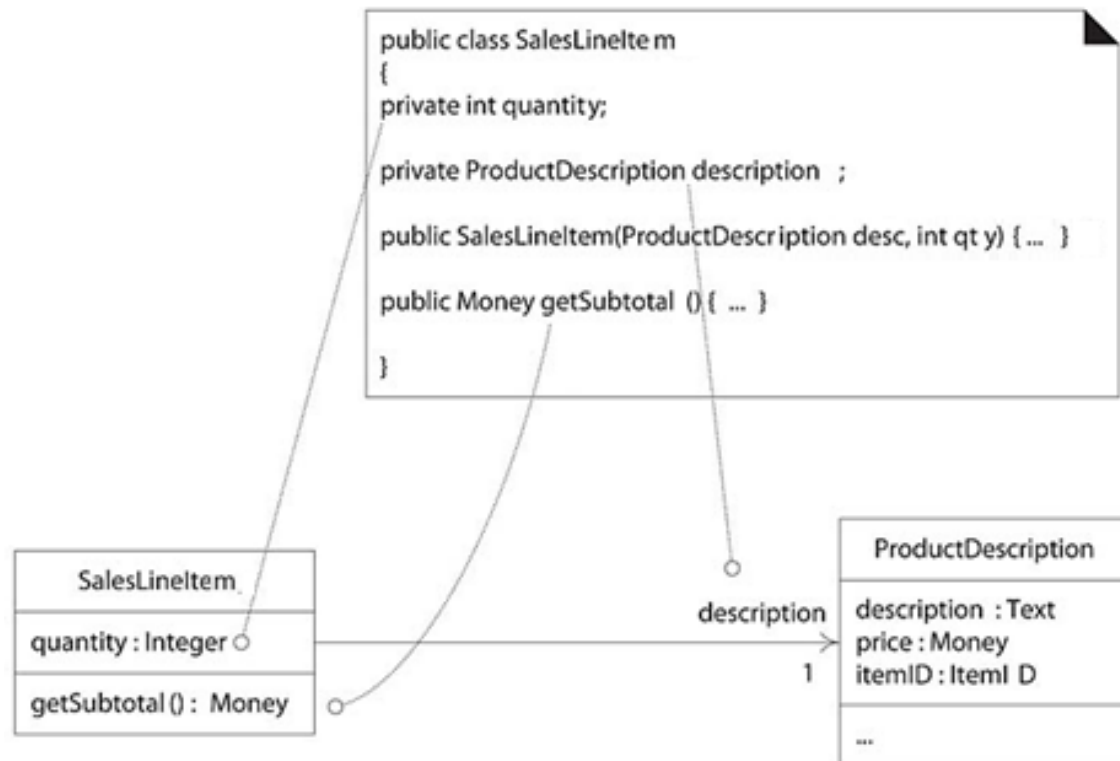 public class SalesLineIte m
{
private int quantity;
private ProductDescription description ;
public SalesLineItem(ProductDescription desc, int qt y) { ... }
public Money getSubtotal () { ... }
}
SalesLineItem
quantity : Integer
getSubtotal () : Money
description
1
ProductDescription
description : Text
price : Money
itemID : ItemI D
...